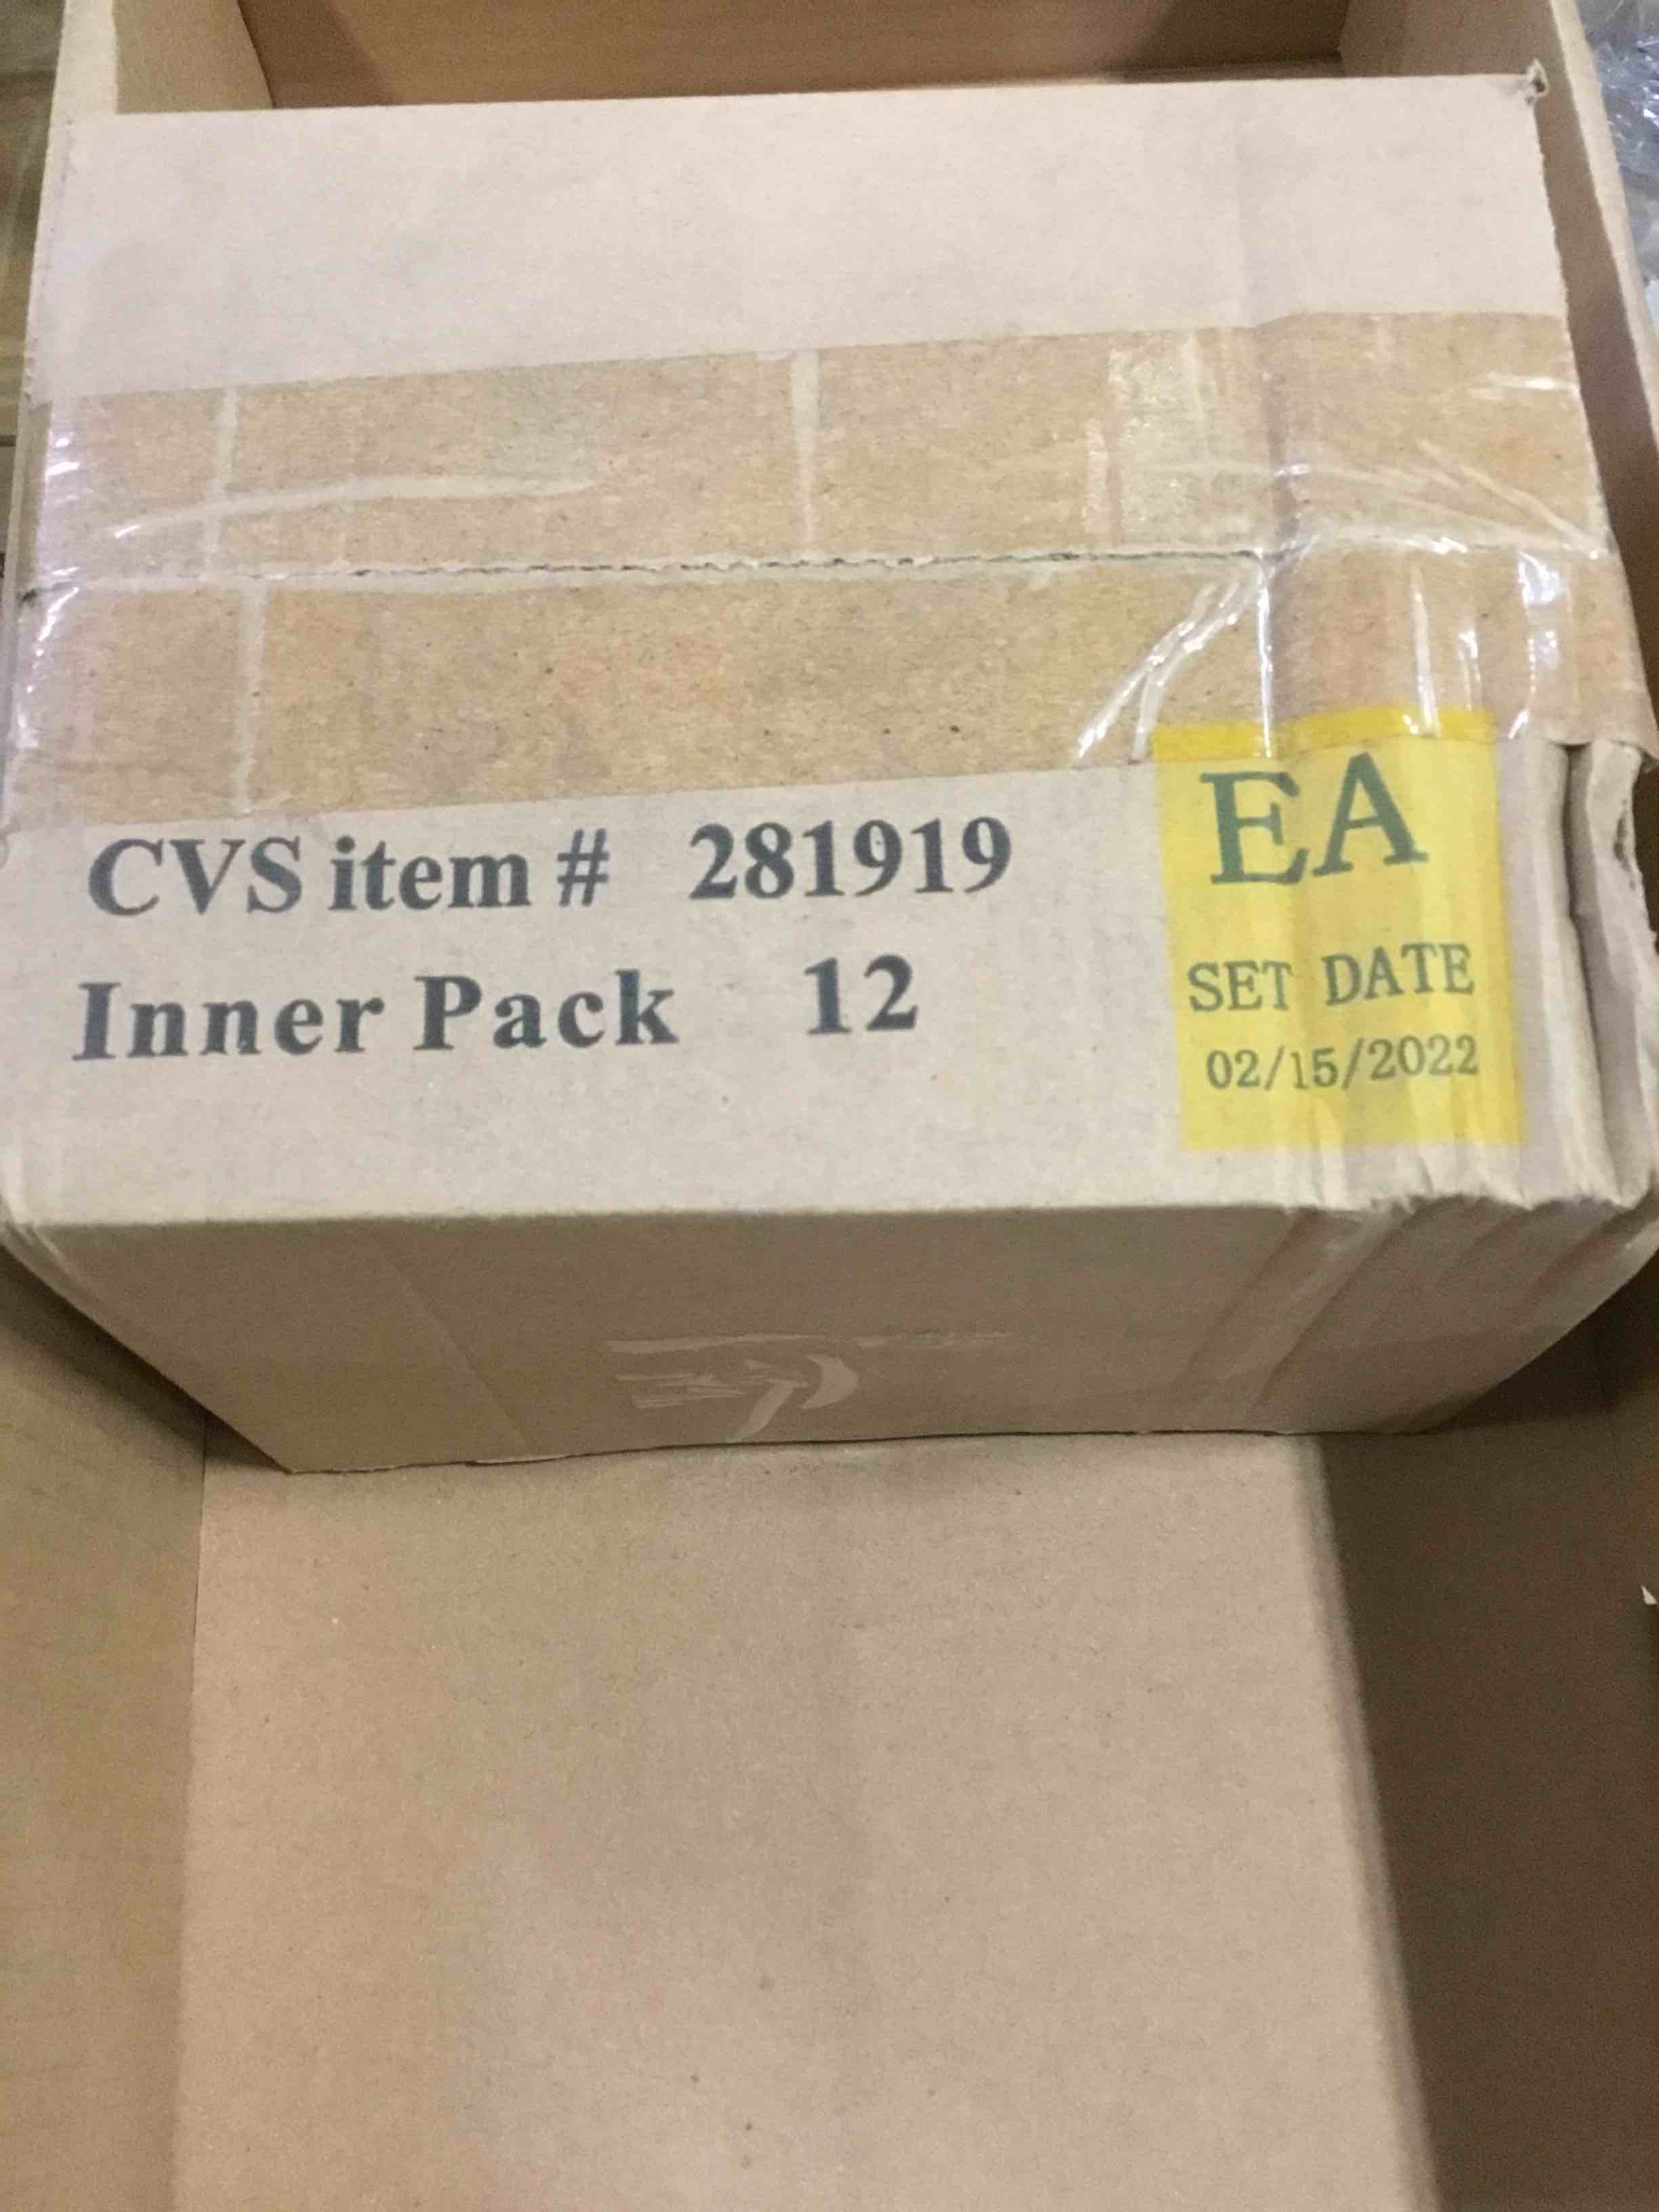 CVS item # 281919
Inner Pack 12
EA
SET DATE
02/15/2022